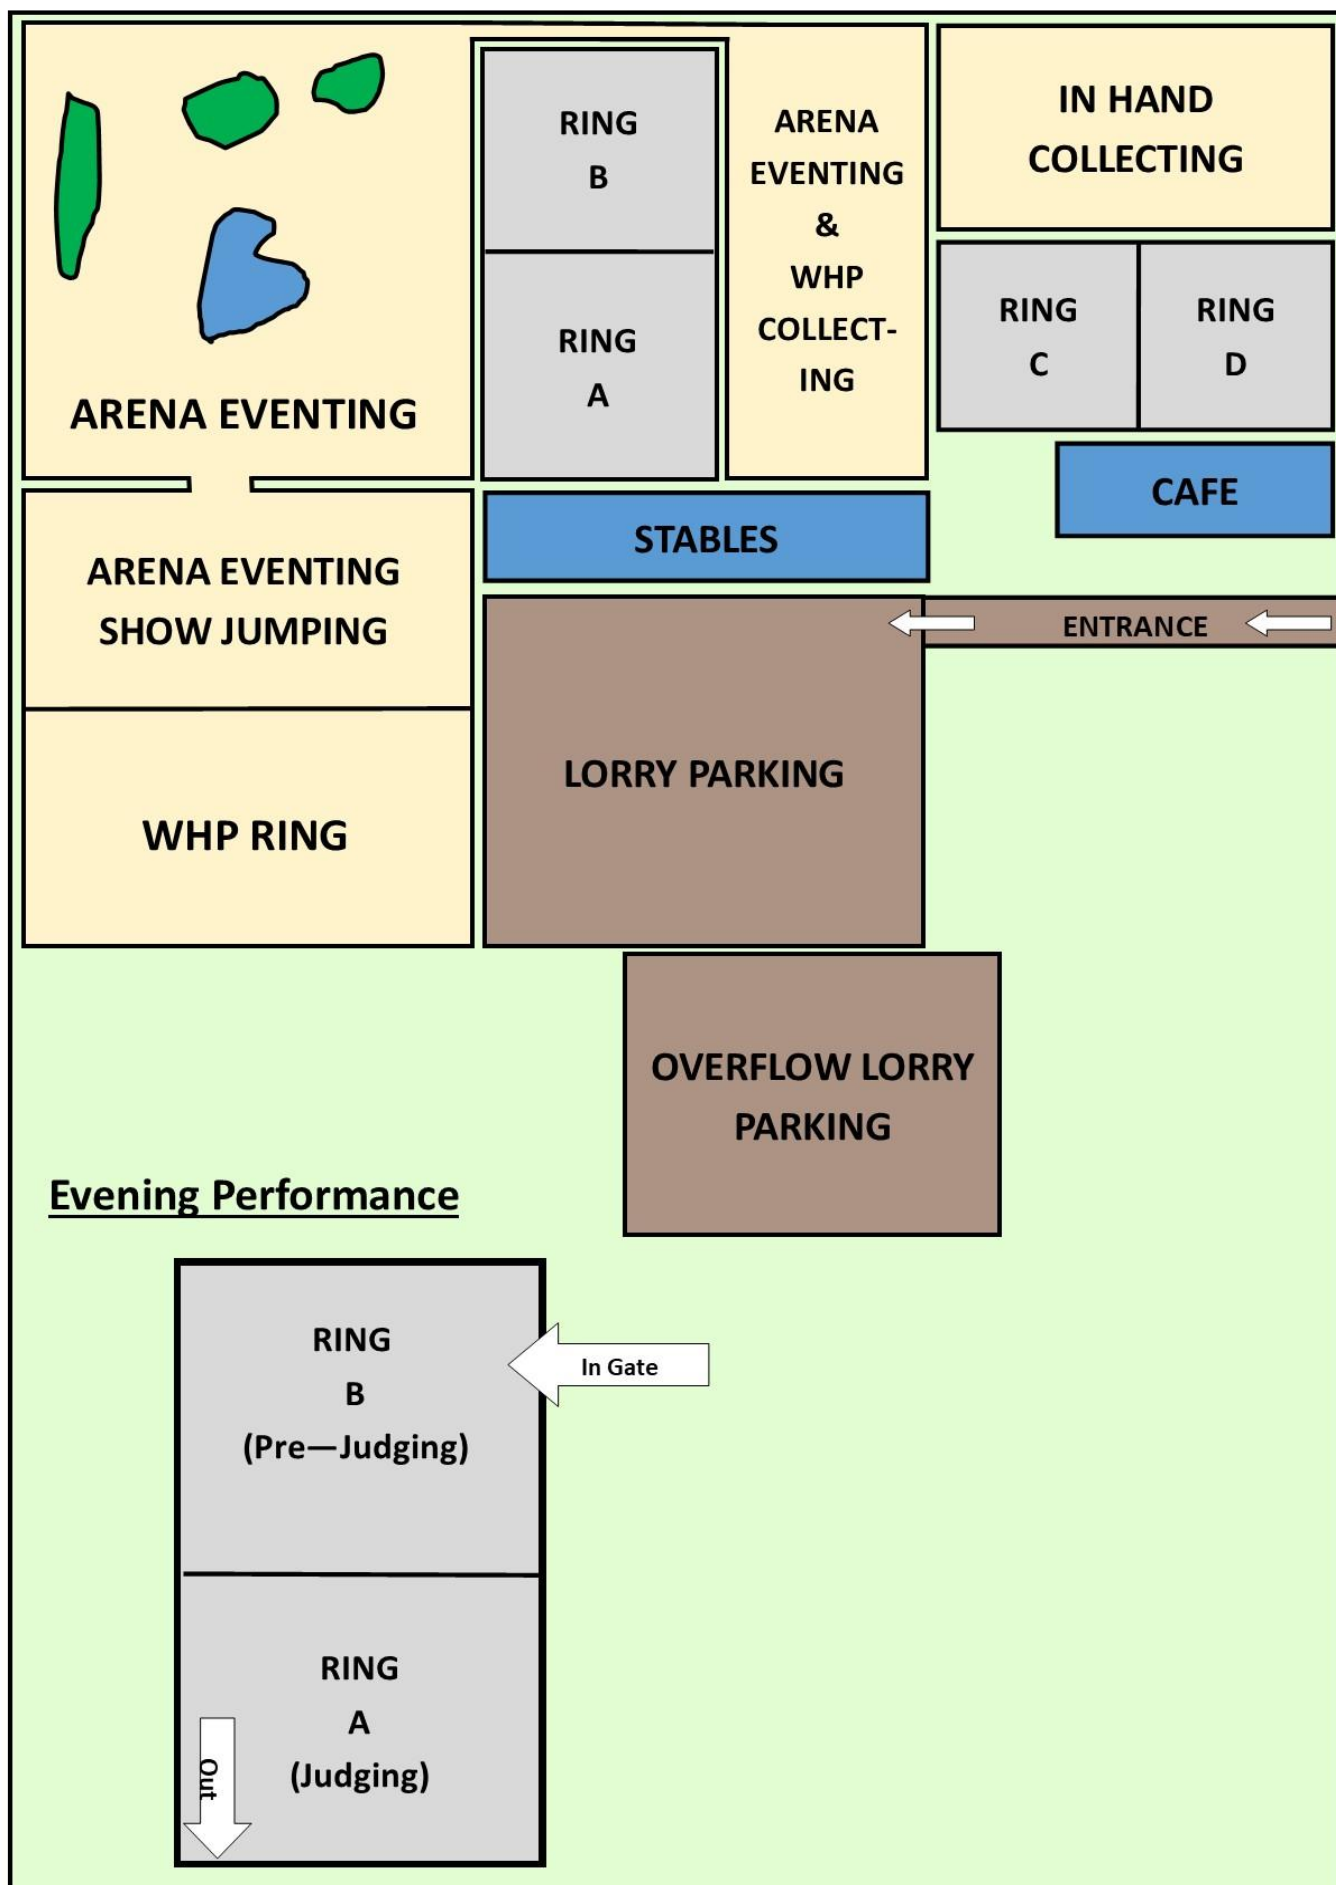 RING
B
RING
A
ARENA
EVENTING
&
WHP
COLLECT-
ING
IN HAND
COLLECTING
RING
C
RING
D
ARENA EVENTING
CAFE
STABLES
ARENA EVENTING
SHOW JUMPING
ENTRANCE
LORRY PARKING
WHP RING
OVERFLOW LORRY
PARKING
Evening Performance
RING
B
(Pre—Judging)
In Gate
RING
A
(Judging)
Out